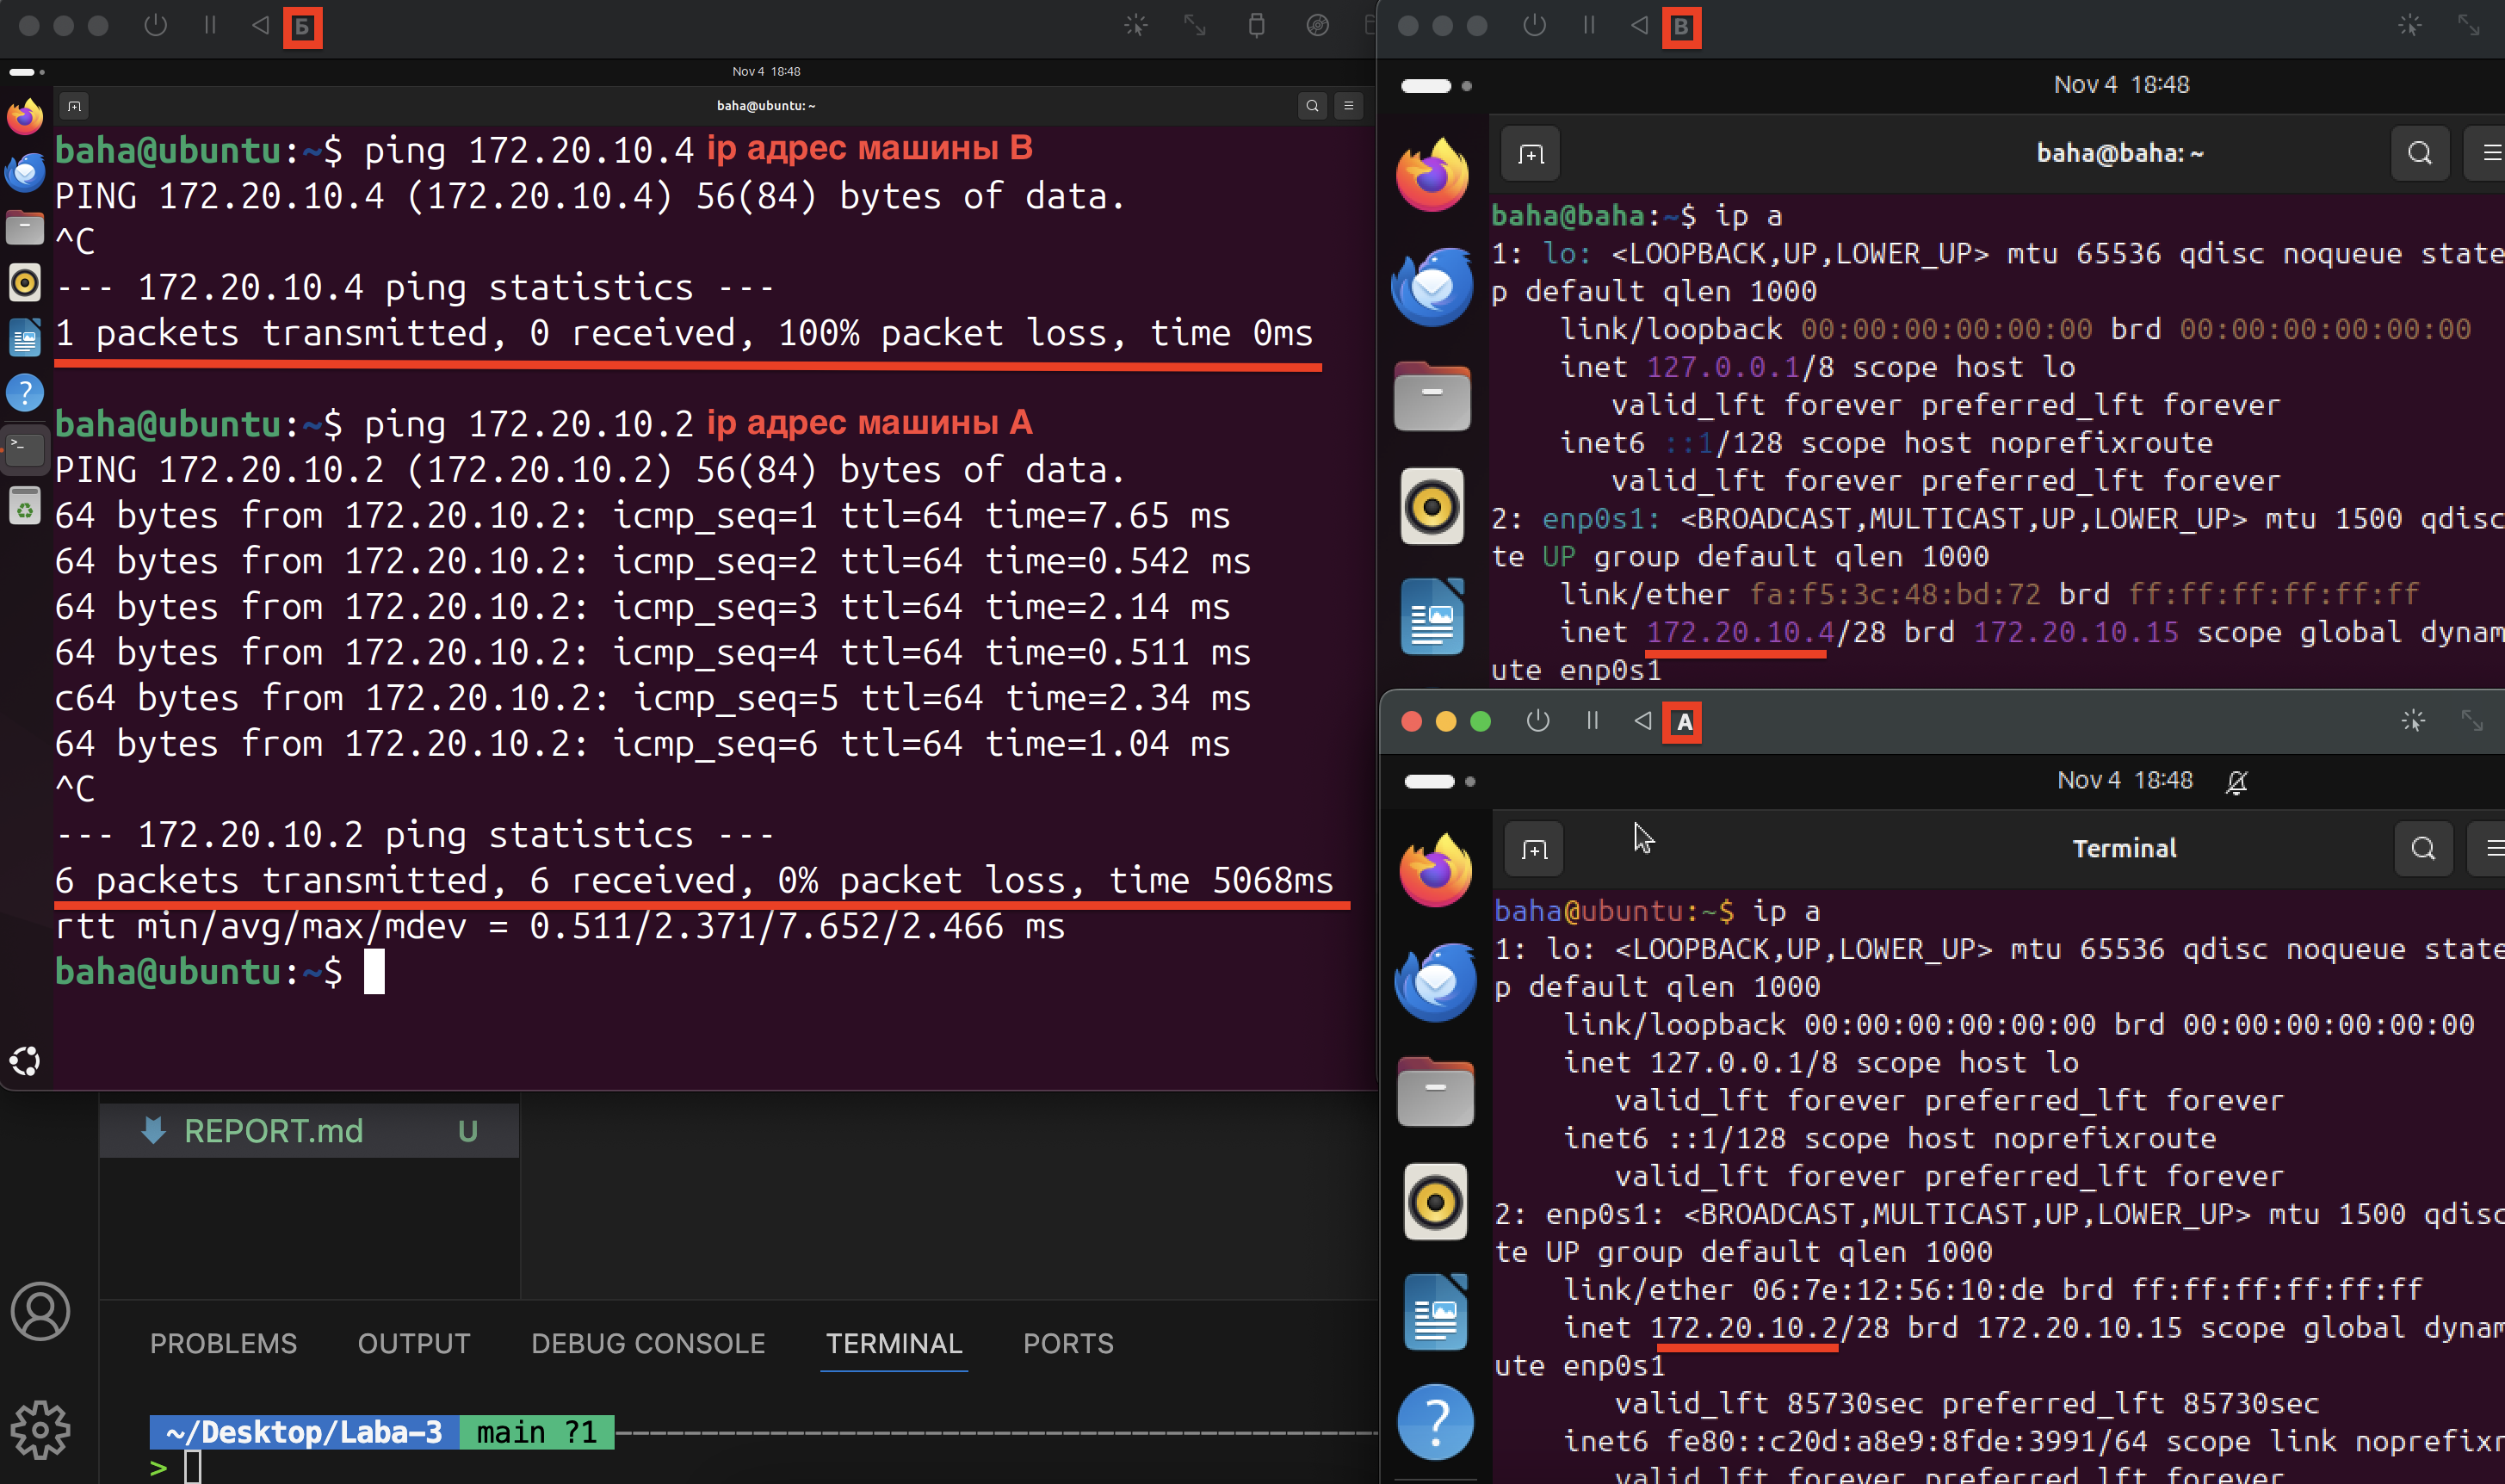 Б
Nov 4 18:48
baha@ubuntu: ~
baha@ubuntu:~$ ping 172.20.10.4 ip адрес машины В
PING 172.20.10.4 (172.20.10.4) 56(84) bytes of data.
^C
--- 172.20.10.4 ping statistics ---
1 packets transmitted, 0 received, 100% packet loss, time 0ms
baha@ubuntu:~$ ping 172.20.10.2 ip адрес машины А
PING 172.20.10.2 (172.20.10.2) 56(84) bytes of data.
64 bytes from 172.20.10.2: icmp_seq=1 ttl=64 time=7.65 ms
64 bytes from 172.20.10.2: icmp_seq=2 ttl=64 time=0.542 ms
64 bytes from 172.20.10.2: icmp_seq=3 ttl=64 time=2.14 ms
64 bytes from 172.20.10.2: icmp_seq=4 ttl=64 time=0.511 ms
c64 bytes from 172.20.10.2: icmp_seq=5 ttl=64 time=2.34 ms
64 bytes from 172.20.10.2: icmp_seq=6 ttl=64 time=1.04 ms
^C
--- 172.20.10.2 ping statistics ---
6 packets transmitted, 6 received, 0% packet loss, time 5068ms
rtt min/avg/max/mdev = 0.511/2.371/7.652/2.466 ms
baha@ubuntu:~$
В
Nov 4 18:48
baha@baha: ~
baha@baha:~$ ip a
1: lo: <LOOPBACK,UP,LOWER_UP> mtu 65536 qdisc noqueue state
p default qlen 1000
link/loopback 00:00:00:00:00:00 brd 00:00:00:00:00:00
inet 127.0.0.1/8 scope host lo
valid_lft forever preferred_lft forever
inet6 ::1/128 scope host noprefixroute
valid_lft forever preferred_lft forever
2: enp0s1: <BROADCAST,MULTICAST,UP,LOWER_UP> mtu 1500 qdisc
te UP group default qlen 1000
link/ether fa:f5:3c:48:bd:72 brd ff:ff:ff:ff:ff:ff
inet 172.20.10.4/28 brd 172.20.10.15 scope global dynam
ute enp0s1
А
Nov 4 18:48
Terminal
baha@ubuntu:~$ ip a
1: lo: <LOOPBACK,UP,LOWER_UP> mtu 65536 qdisc noqueue state
p default qlen 1000
link/loopback 00:00:00:00:00:00 brd 00:00:00:00:00:00
inet 127.0.0.1/8 scope host lo
valid_lft forever preferred_lft forever
inet6 ::1/128 scope host noprefixroute
valid_lft forever preferred_lft forever
2: enp0s1: <BROADCAST,MULTICAST,UP,LOWER_UP> mtu 1500 qdisc
te UP group default qlen 1000
link/ether 06:7e:12:56:10:de brd ff:ff:ff:ff:ff:ff
inet 172.20.10.2/28 brd 172.20.10.15 scope global dynam
ute enp0s1
valid_lft 85730sec preferred_lft 85730sec
inet6 fe80::c20d:a8e9:8fde:3991/64 scope link noprefixr
valid_lft forever preferred_lft forever
REPORT.md U
PROBLEMS OUTPUT DEBUG CONSOLE TERMINAL PORTS
~/Desktop/Laba-3 main ?1
>